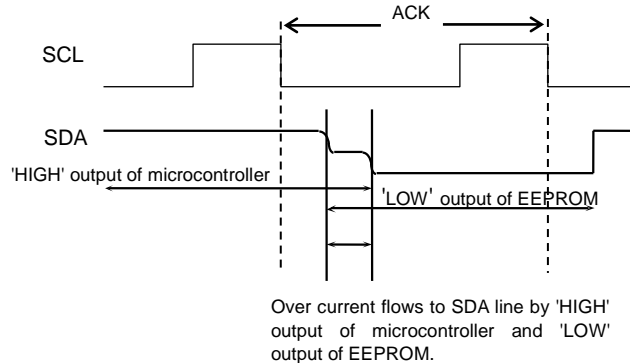 ACK
SCL
SDA
'HIGH' output of microcontroller
'LOW' output of EEPROM
Over current flows to SDA line by 'HIGH'
output of microcontroller and 'LOW'
output of EEPROM.